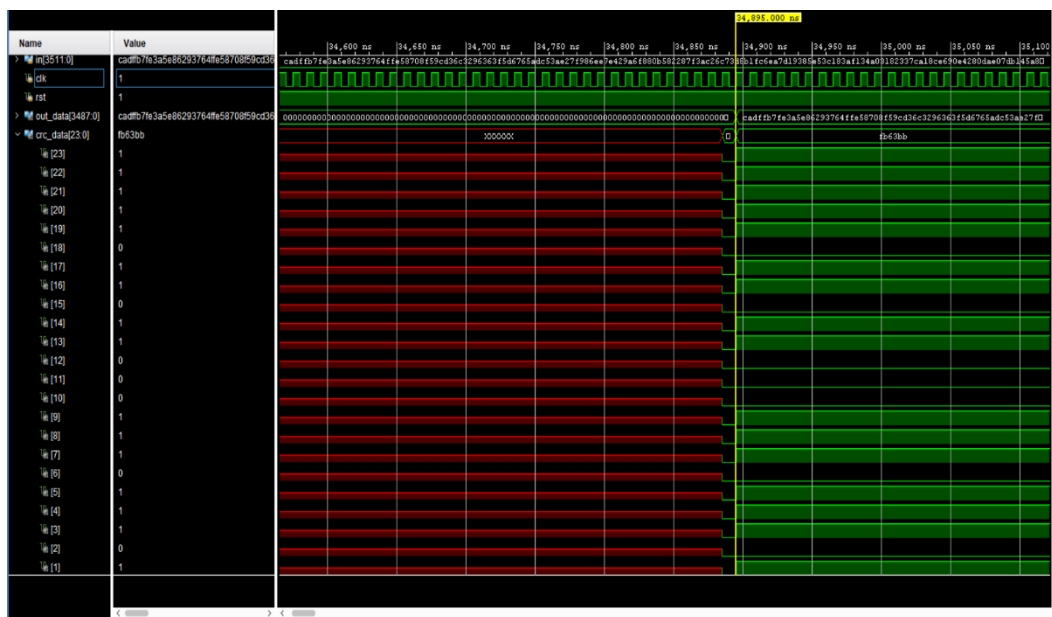 34,895.000 ns
Name Value
34,600 ns 34,650 ns 34,700 ns 34,750 ns 34,800 ns 34,850 ns 34,900 ns 34,950 ns 35,000 ns 35,050 ns 35,100
in[3511:0] cadffb7fe3a5e86293764ffe58708f59cd36
clk 1
rst 1
out_data[3487:0] cadffb7fe3a5e86293764ffe58708f59cd36
crc_data[23:0] fb63bb XXXXXX fb63bb
[23] 1
[22] 1
[21] 1
[20] 1
[19] 1
[18] 0
[17] 1
[16] 1
[15] 0
[14] 1
[13] 1
[12] 0
[11] 0
[10] 0
[9] 1
[8] 1
[7] 1
[6] 0
[5] 1
[4] 1
[3] 1
[2] 0
[1] 1